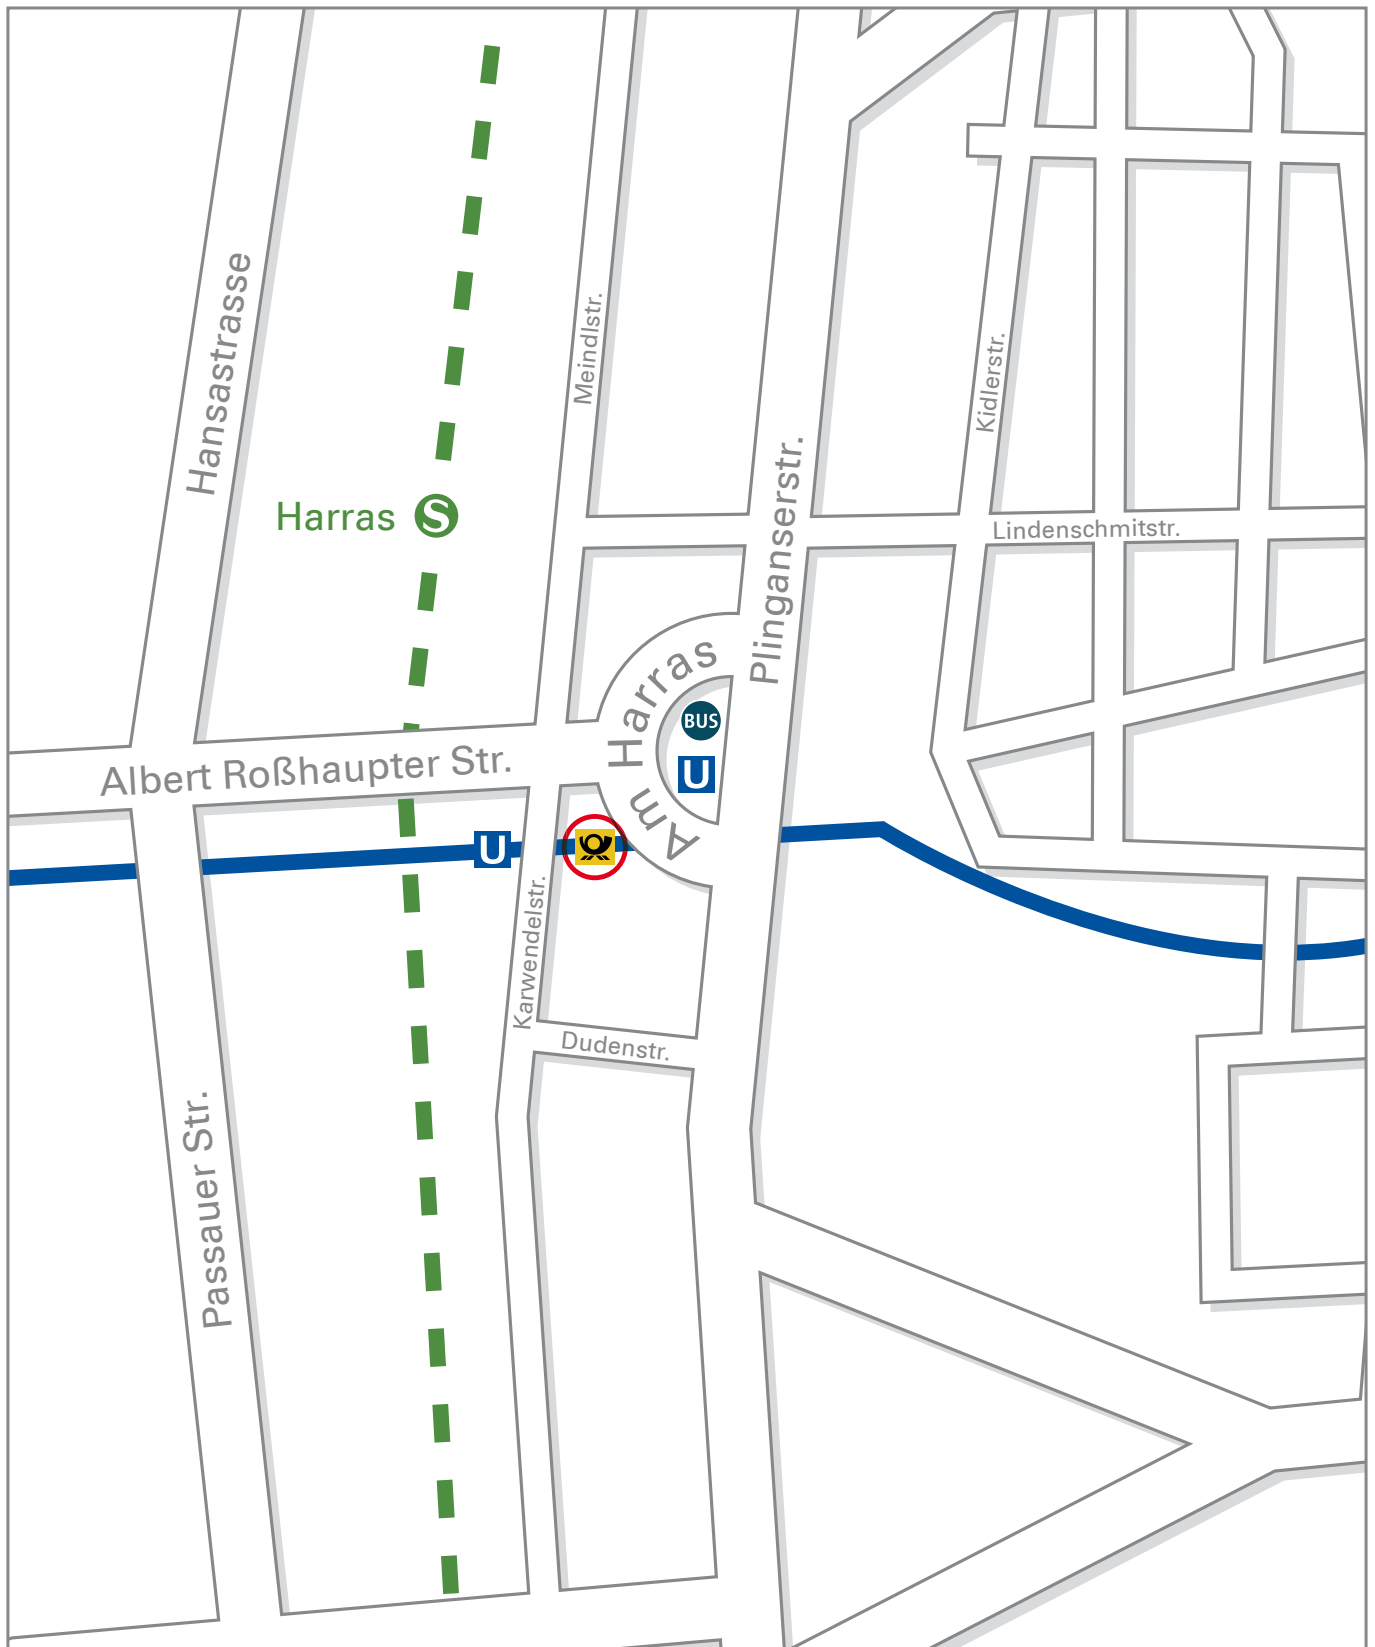 Hansastrasse
Meindlstr.
Kidlerstr.
Plinganserstr.
Harras S
Lindenschmitstr.
Am Harras
BUS
U
Albert Roßhaupter Str.
U
Karwendelstr.
Dudenstr.
Passauer Str.